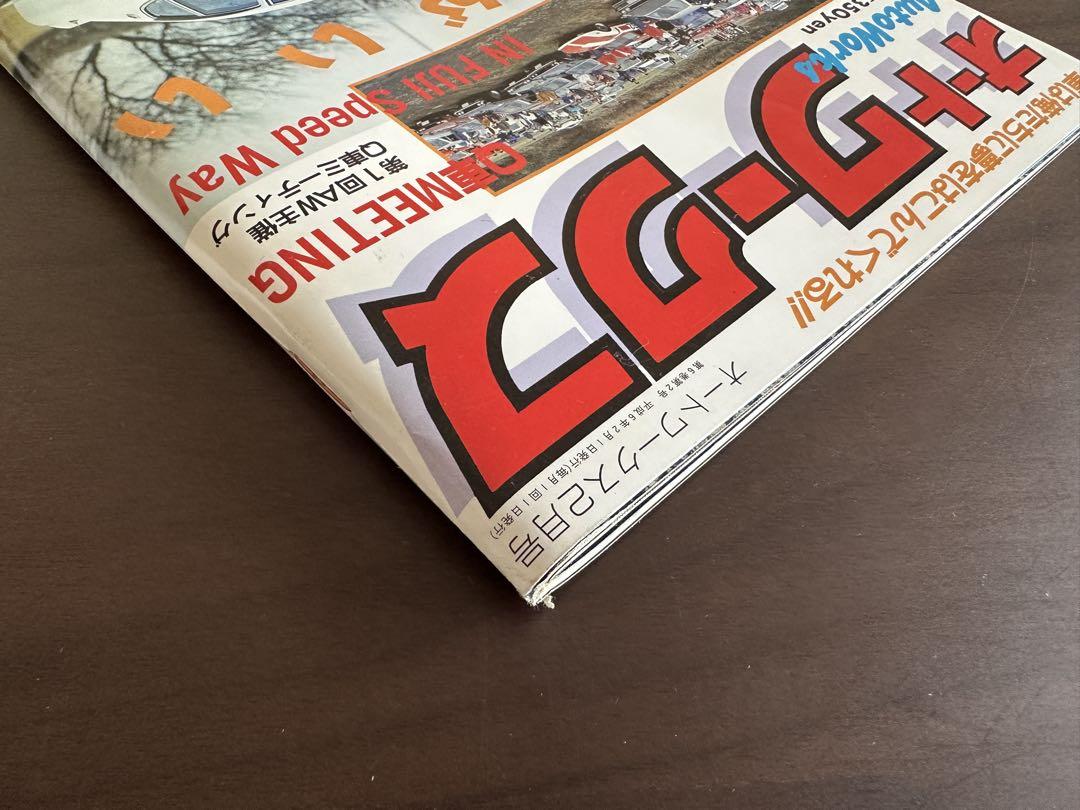 オートワークス2月号
第6巻第2号 平成6年2月1日発行(毎月1回1日発行)
車は俺たちに夢をはこんでくれる!!
オートワークス
AutoWorks
350yen
Q車MEETING
IN FUJI Speed Way
第1回AW主催
Q車ミーティング
がいい